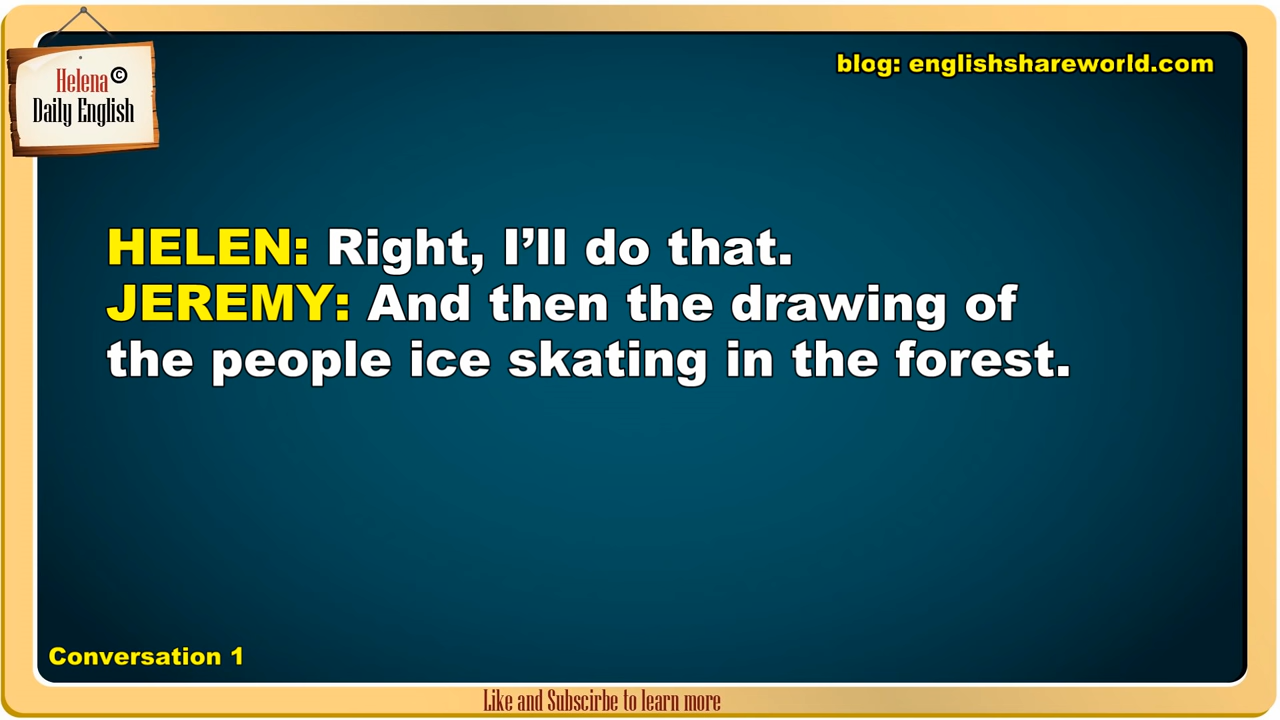 Helena ©
Daily English
blog: englishshareworld.com
HELEN: Right, I’ll do that.
JEREMY: And then the drawing of
the people ice skating in the forest.
Conversation 1
Like and Subscirbe to learn more